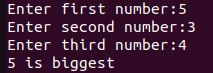 Enter first number:5
Enter second number:3
Enter third number:4
5 is biggest